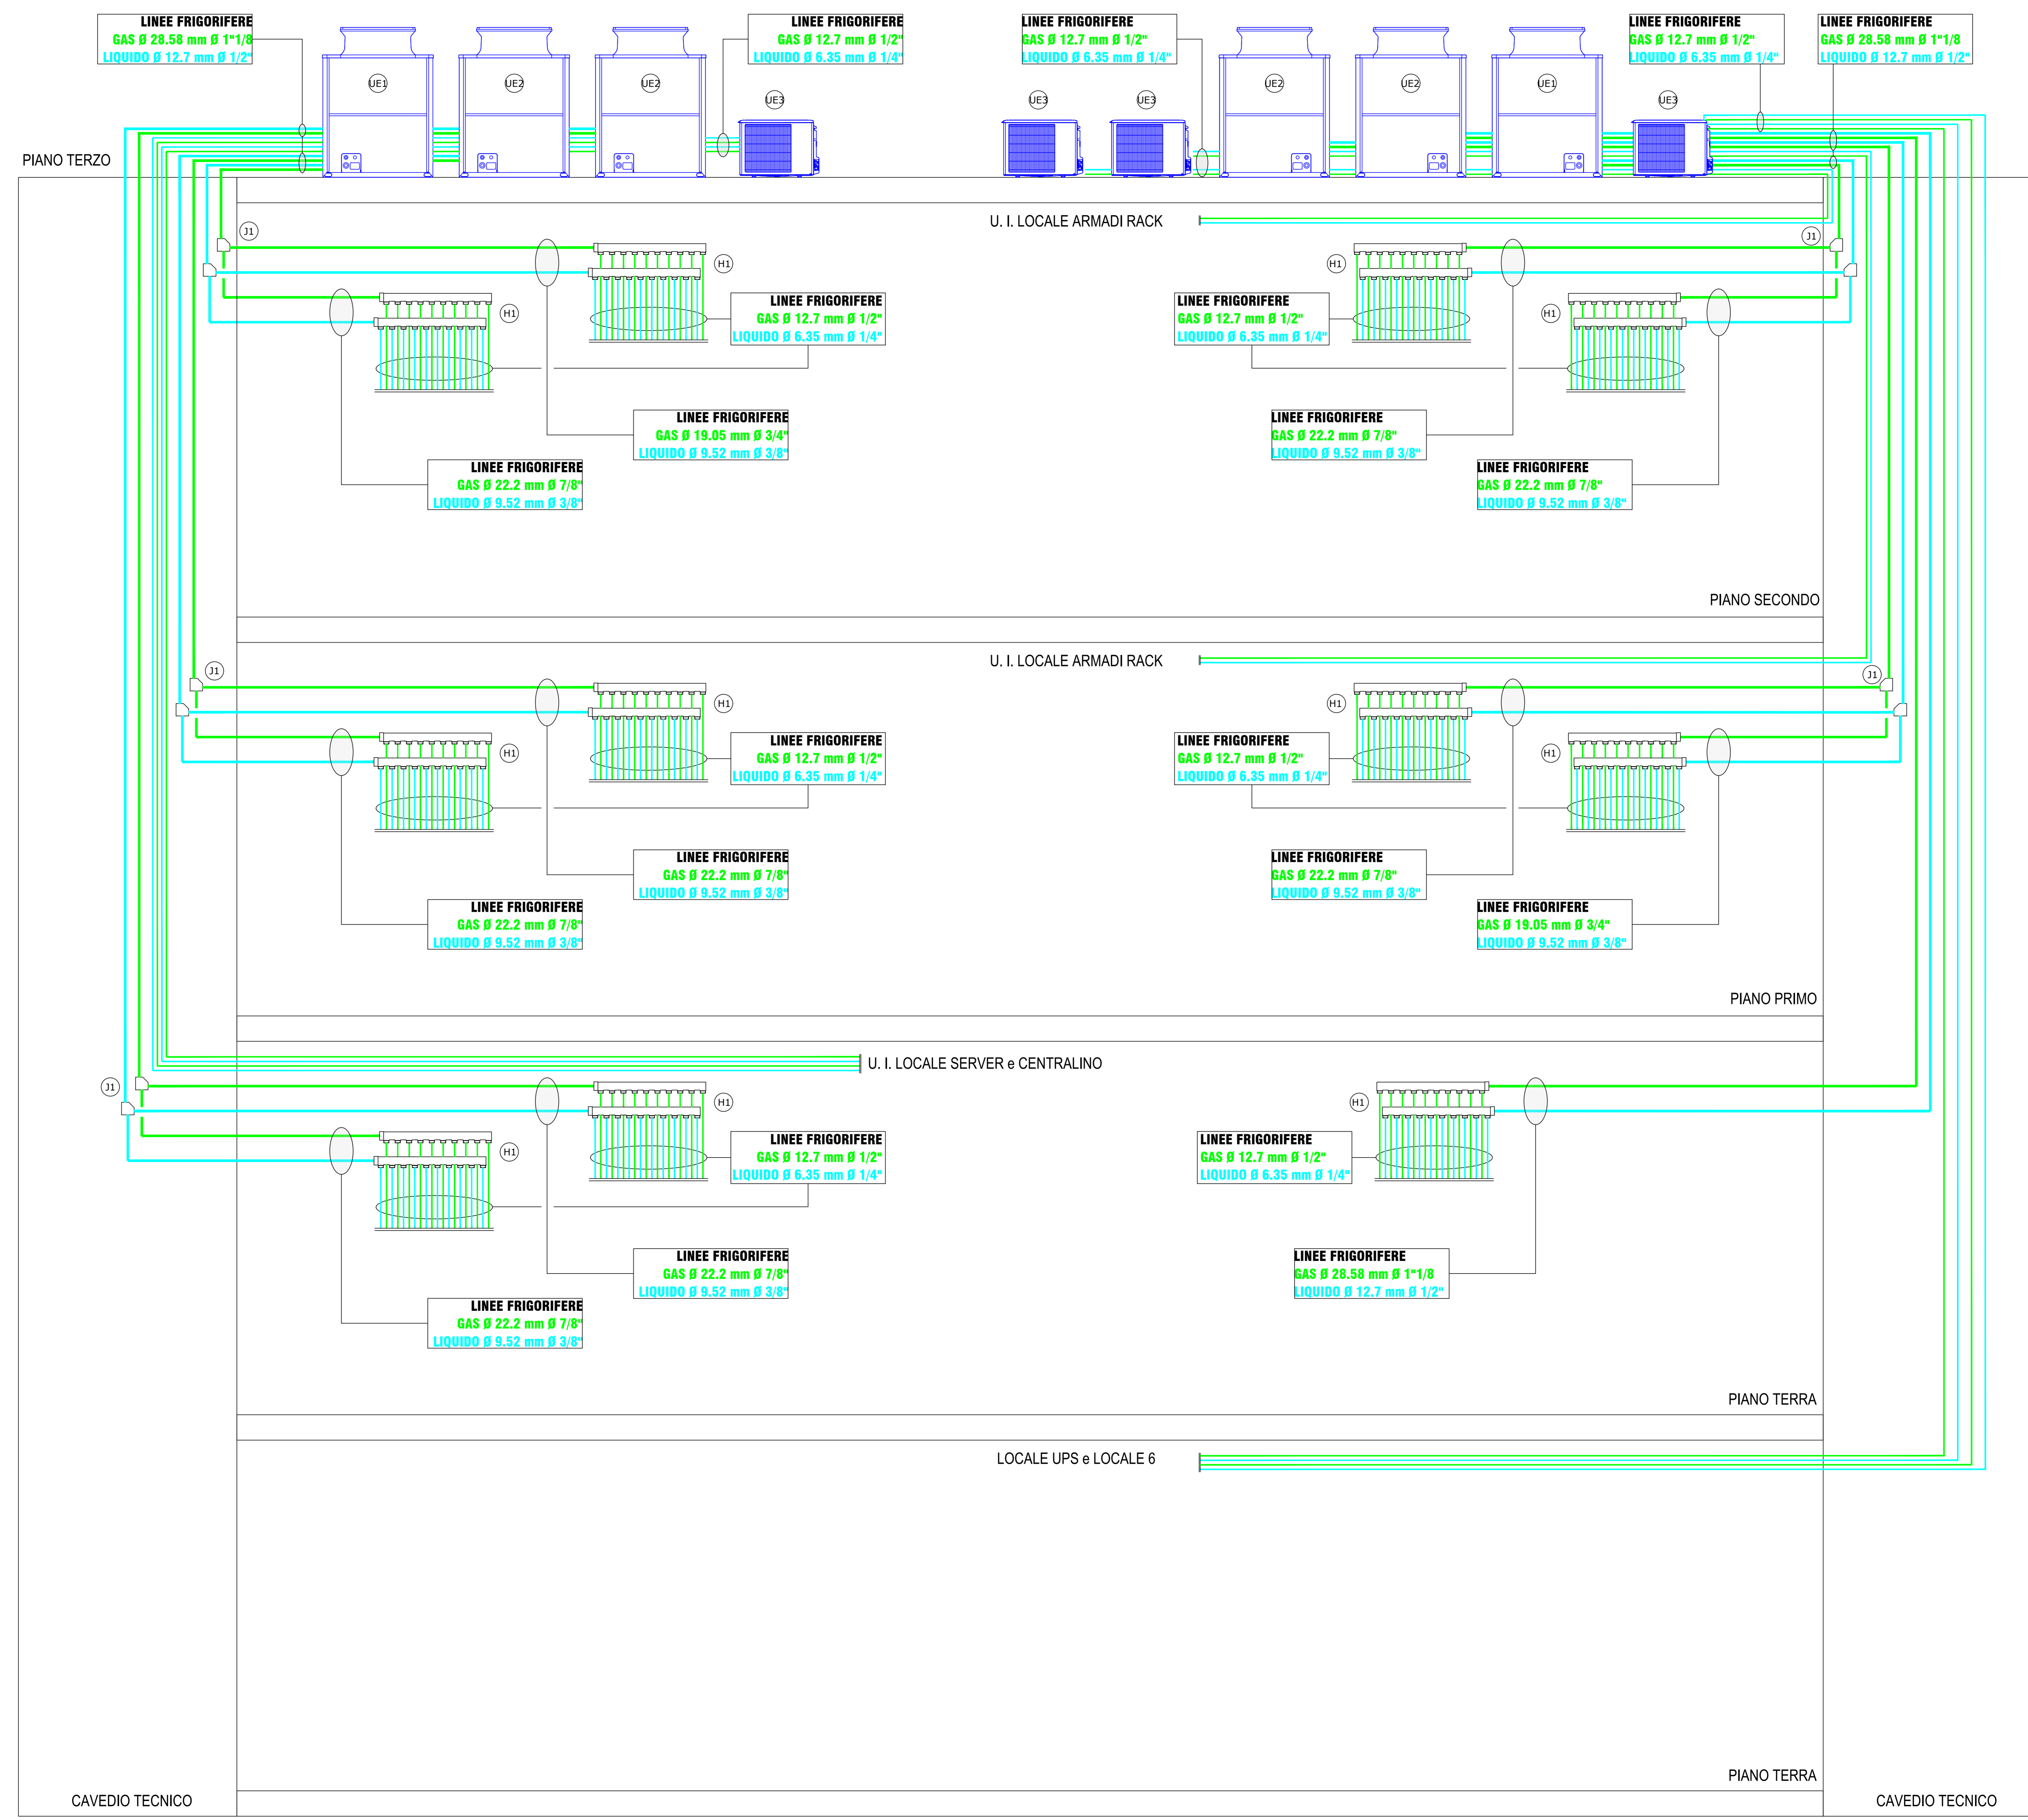 LINEE FRIGORIFERE
GAS Ø 28.58 mm Ø 1"1/8
LIQUIDO Ø 12.7 mm Ø 1/2"
LINEE FRIGORIFERE
GAS Ø 12.7 mm Ø 1/2"
LIQUIDO Ø 6.35 mm Ø 1/4"
LINEE FRIGORIFERE
GAS Ø 12.7 mm Ø 1/2"
LIQUIDO Ø 6.35 mm Ø 1/4"
LINEE FRIGORIFERE
GAS Ø 12.7 mm Ø 1/2"
LIQUIDO Ø 6.35 mm Ø 1/4"
LINEE FRIGORIFERE
GAS Ø 28.58 mm Ø 1"1/8
LIQUIDO Ø 12.7 mm Ø 1/2"
UE1
UE2
UE2
UE3
UE3
UE3
UE2
UE2
UE1
UE3
PIANO TERZO
U. I. LOCALE ARMADI RACK
J1
J1
H1
H1
H1
H1
LINEE FRIGORIFERE
GAS Ø 12.7 mm Ø 1/2"
LIQUIDO Ø 6.35 mm Ø 1/4"
LINEE FRIGORIFERE
GAS Ø 12.7 mm Ø 1/2"
LIQUIDO Ø 6.35 mm Ø 1/4"
LINEE FRIGORIFERE
GAS Ø 19.05 mm Ø 3/4"
LIQUIDO Ø 9.52 mm Ø 3/8"
LINEE FRIGORIFERE
GAS Ø 22.2 mm Ø 7/8"
LIQUIDO Ø 9.52 mm Ø 3/8"
LINEE FRIGORIFERE
GAS Ø 22.2 mm Ø 7/8"
LIQUIDO Ø 9.52 mm Ø 3/8"
LINEE FRIGORIFERE
GAS Ø 22.2 mm Ø 7/8"
LIQUIDO Ø 9.52 mm Ø 3/8"
PIANO SECONDO
U. I. LOCALE ARMADI RACK
J1
J1
H1
H1
H1
H1
LINEE FRIGORIFERE
GAS Ø 12.7 mm Ø 1/2"
LIQUIDO Ø 6.35 mm Ø 1/4"
LINEE FRIGORIFERE
GAS Ø 12.7 mm Ø 1/2"
LIQUIDO Ø 6.35 mm Ø 1/4"
LINEE FRIGORIFERE
GAS Ø 22.2 mm Ø 7/8"
LIQUIDO Ø 9.52 mm Ø 3/8"
LINEE FRIGORIFERE
GAS Ø 22.2 mm Ø 7/8"
LIQUIDO Ø 9.52 mm Ø 3/8"
LINEE FRIGORIFERE
GAS Ø 22.2 mm Ø 7/8"
LIQUIDO Ø 9.52 mm Ø 3/8"
LINEE FRIGORIFERE
GAS Ø 19.05 mm Ø 3/4"
LIQUIDO Ø 9.52 mm Ø 3/8"
PIANO PRIMO
U. I. LOCALE SERVER e CENTRALINO
J1
H1
H1
H1
LINEE FRIGORIFERE
GAS Ø 12.7 mm Ø 1/2"
LIQUIDO Ø 6.35 mm Ø 1/4"
LINEE FRIGORIFERE
GAS Ø 12.7 mm Ø 1/2"
LIQUIDO Ø 6.35 mm Ø 1/4"
LINEE FRIGORIFERE
GAS Ø 22.2 mm Ø 7/8"
LIQUIDO Ø 9.52 mm Ø 3/8"
LINEE FRIGORIFERE
GAS Ø 28.58 mm Ø 1"1/8
LIQUIDO Ø 12.7 mm Ø 1/2"
LINEE FRIGORIFERE
GAS Ø 22.2 mm Ø 7/8"
LIQUIDO Ø 9.52 mm Ø 3/8"
PIANO TERRA
LOCALE UPS e LOCALE 6
PIANO TERRA
CAVEDIO TECNICO
CAVEDIO TECNICO